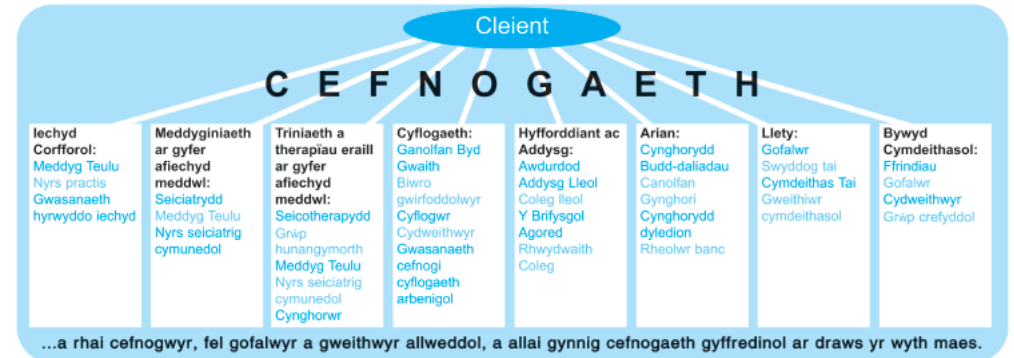 Cleient
CEFNOGAETH
Iechyd
Corfforol:
Meddyg Teulu
Nyrs practis
Gwasanaeth
hyrwyddo iechyd
Meddyginiaeth
ar gyfer
afiechyd
meddwl:
Seiciatrydd
Meddyg Teulu
Nyrs seiciatrig
cymunedol
Triniaeth a
therapïau eraill
ar gyfer
afiechyd
meddwl:
Seicotherapydd
Grŵp
hunangymorth
Meddyg Teulu
Nyrs seiciatrig
cymunedol
Cynghorwr
Cyflogaeth:
Ganolfan Byd
Gwaith
Biwro
gwirfoddolwyr
Cyflogwr
Cydweithwyr
Gwasanaeth
cefnogi
cyflogaeth
arbenigol
Hyfforddiant ac
Addysg:
Awdurdod
Addysg Lleol
Coleg lleol
Y Brifysgol
Agored
Rhwydwaith
Coleg
Arian:
Cynghorydd
Budd-daliadau
Canolfan
Gynghori
Cynghorydd
dyledion
Rheolwr banc
Llety:
Gofalwr
Swyddog tai
Cymdeithas Tai
Gweithiwr
cymdeithasol
Bywyd
Cymdeithasol:
Ffrindiau
Gofalwr
Cydweithwyr
Grŵp crefyddol
...a rhai cefnogwyr, fel gofalwyr a gweithwyr allweddol, a allai gynnig cefnogaeth gyffredinol ar draws yr wyth maes.